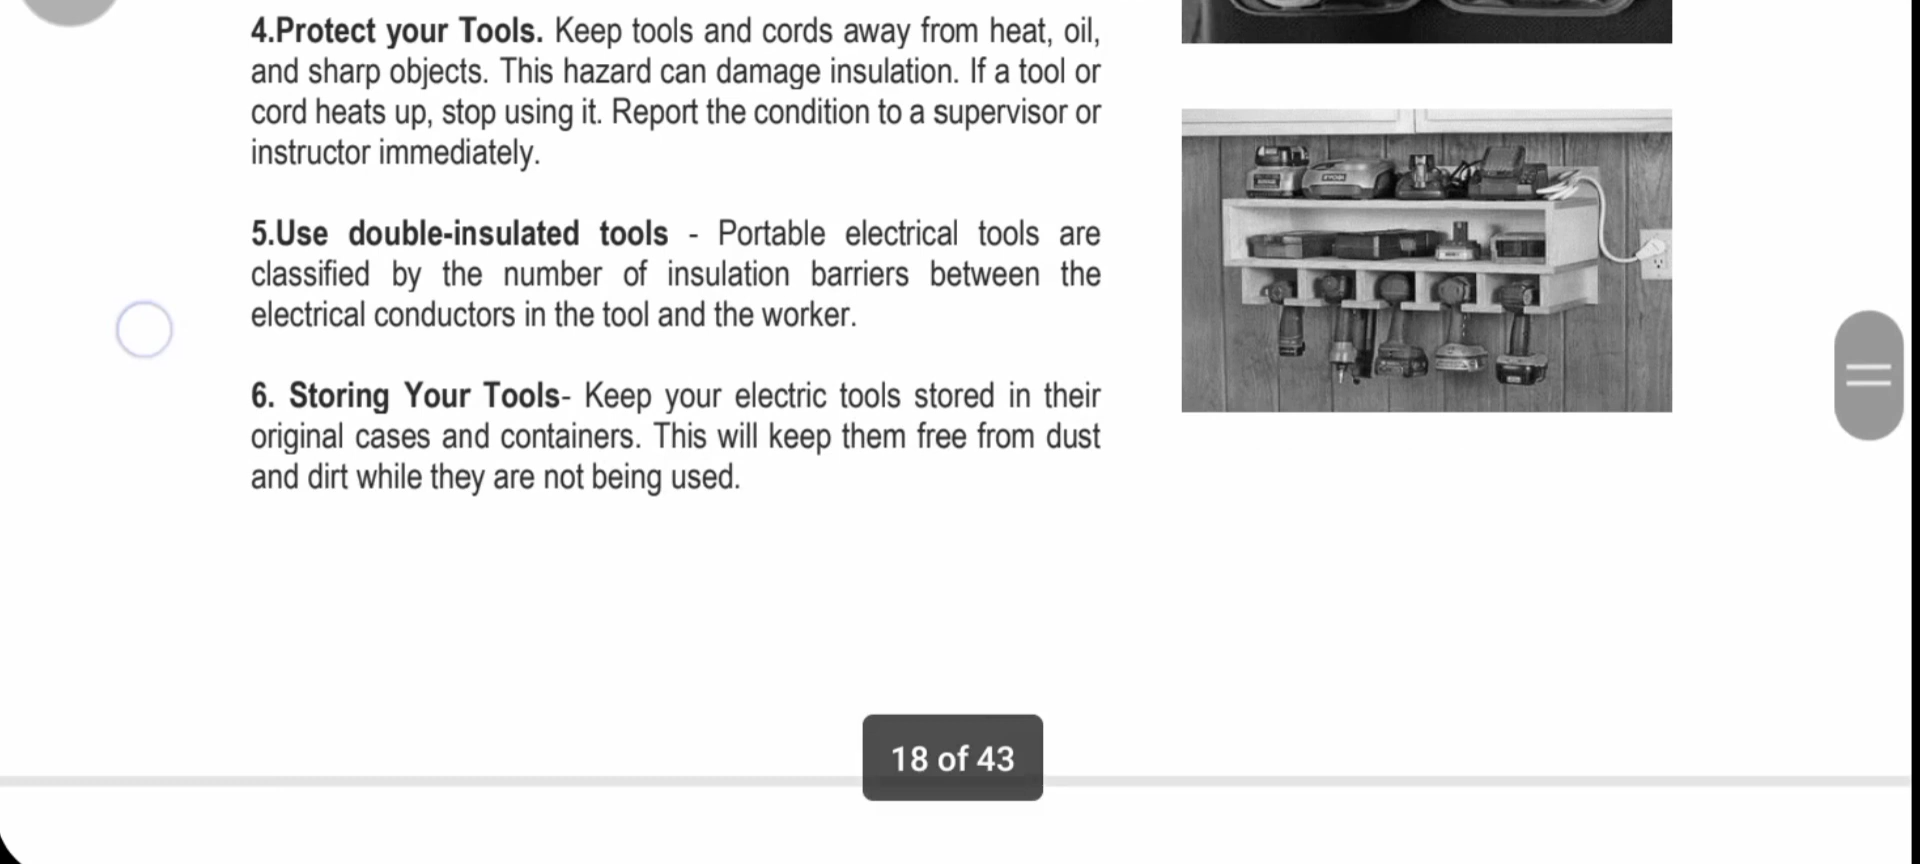 4.Protect your Tools. Keep tools and cords away from heat, oil,
and sharp objects. This hazard can damage insulation. If a tool or
cord heats up, stop using it. Report the condition to a supervisor or
instructor immediately.
5.Use double-insulated tools - Portable electrical tools are
classified by the number of insulation barriers between the
electrical conductors in the tool and the worker.
6. Storing Your Tools- Keep your electric tools stored in their
original cases and containers. This will keep them free from dust
and dirt while they are not being used.
RYOBI
18 of 43